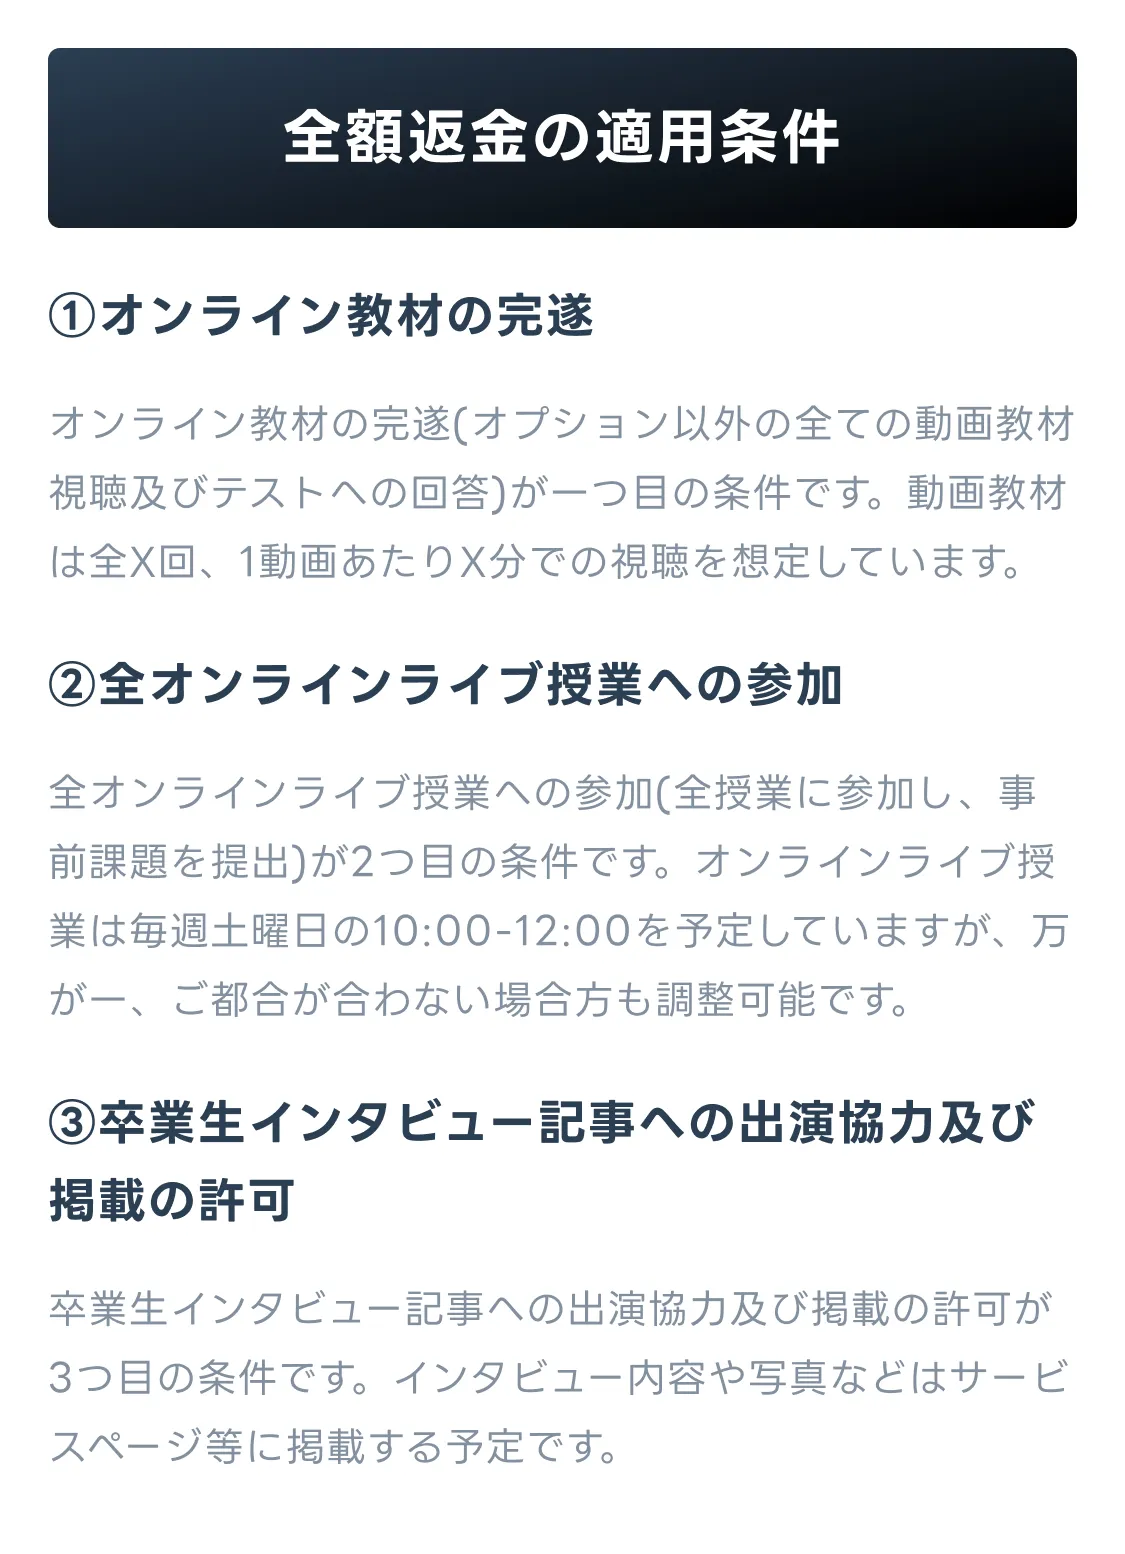 全額返金の適用条件
①オンライン教材の完遂
オンライン教材の完遂(オプション以外の全ての動画教材
視聴及びテストへの回答)が一つ目の条件です。動画教材
は全X回、1動画あたりX分での視聴を想定しています。
②全オンラインライブ授業への参加
全オンラインライブ授業への参加(全授業に参加し、事
前課題を提出)が2つ目の条件です。オンラインライブ授
業は毎週土曜日の10:00-12:00を予定していますが、万
が一、ご都合が合わない場合方も調整可能です。
③卒業生インタビュー記事への出演協力及び
掲載の許可
卒業生インタビュー記事への出演協力及び掲載の許可が
3つ目の条件です。インタビュー内容や写真などはサービ
スページ等に掲載する予定です。